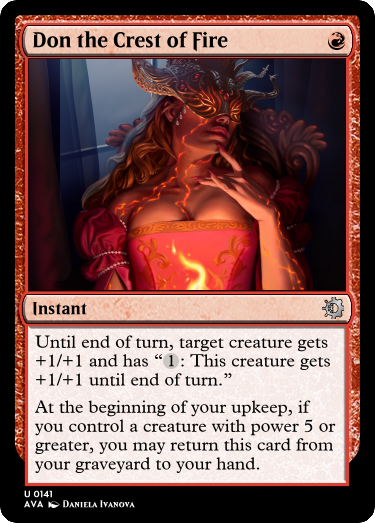 Don the Crest of Fire
Instant
Until end of turn, target creature gets
+1/+1 and has “1: This creature gets
+1/+1 until end of turn.”
At the beginning of your upkeep, if
you control a creature with power 5 or
greater, you may return this card from
your graveyard to your hand.
U 0141
AVA Daniela Ivanova